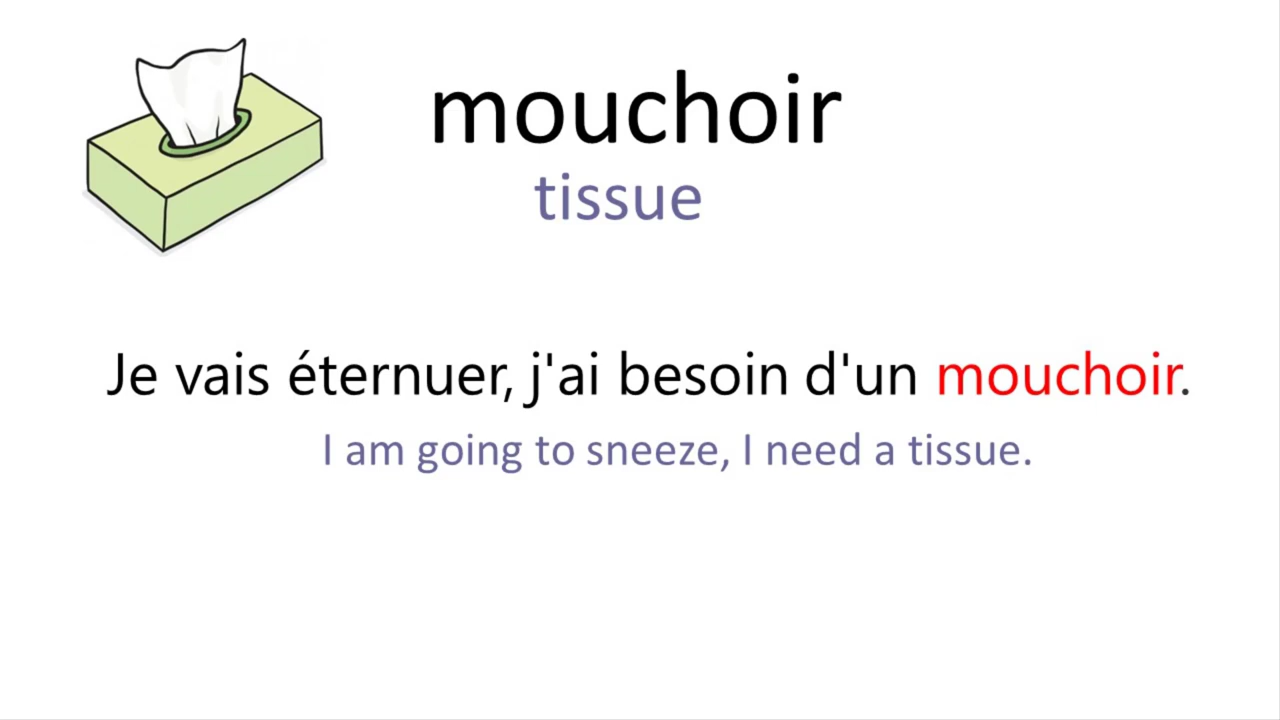 mouchoir
tissue
Je vais éternuer, j'ai besoin d'un mouchoir.
I am going to sneeze, I need a tissue.